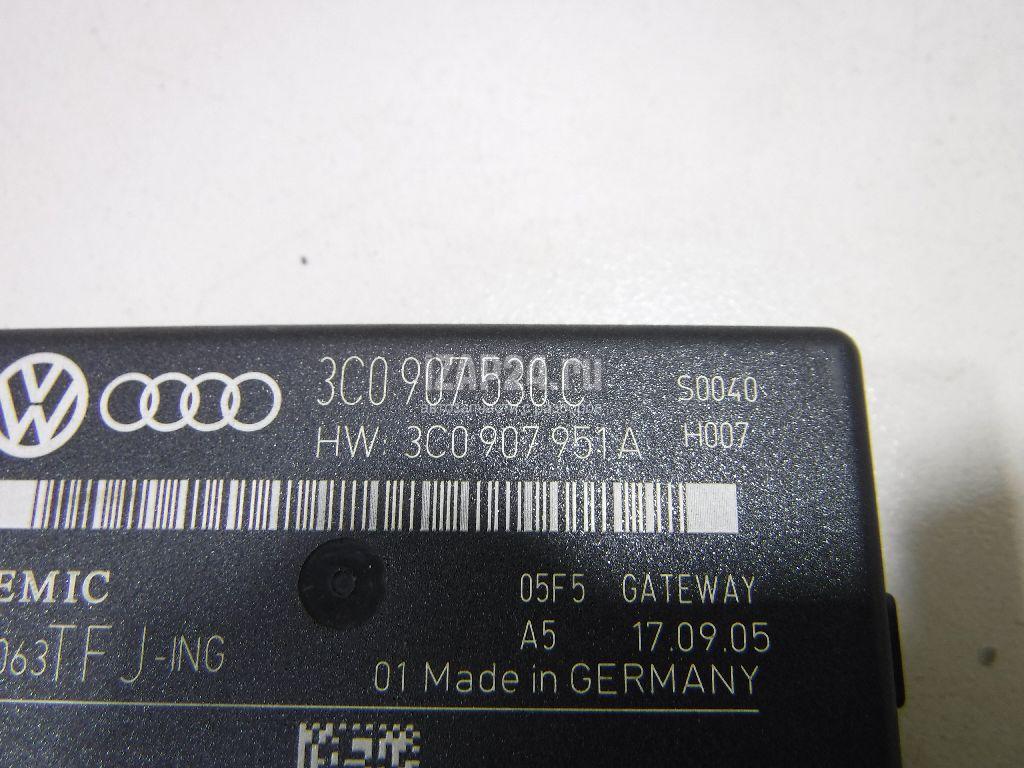 3C0 907 530 C
S0040
HW: 3C0 907 951 A
H007
EMIC
05F5 GATEWAY
063TF J-ING
A5 17.09.05
01 Made in GERMANY